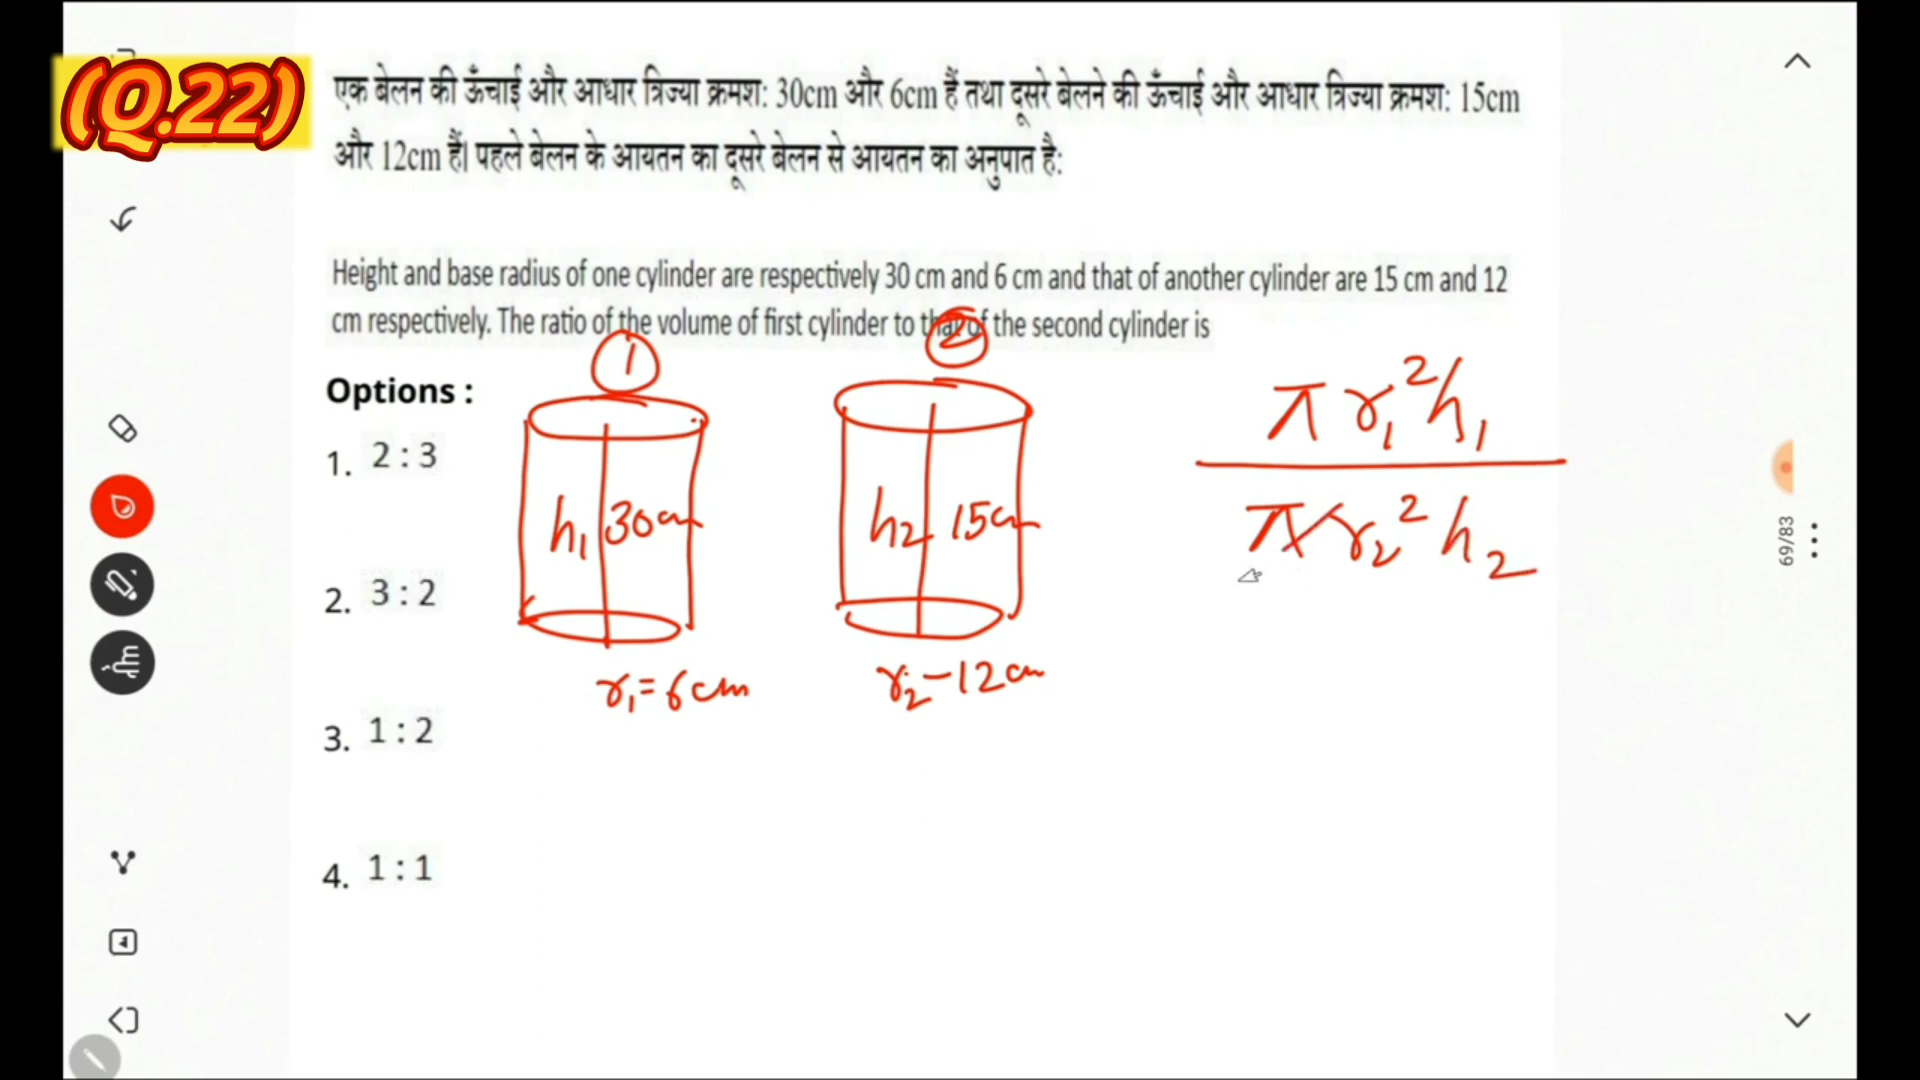 (Q.22)
एक बेलन की ऊँचाई और आधार त्रिज्या क्रमश: 30cm और 6cm हैं तथा दूसरे बेलने की ऊँचाई और आधार त्रिज्या क्रमश: 15cm
और 12cm हैं। पहले बेलन के आयतन का दूसरे बेलन से आयतन का अनुपात है:
Height and base radius of one cylinder are respectively 30 cm and 6 cm and that of another cylinder are 15 cm and 12
cm respectively. The ratio of the volume of first cylinder to that of the second cylinder is
Options :
1. 2 : 3
2. 3 : 2
3. 1 : 2
4. 1 : 1
1
h₁ 30cm
r₁= 6cm
2
h₂ 15cm
r₂-12cm
π r₁²h₁
π r₂²h₂
69/83